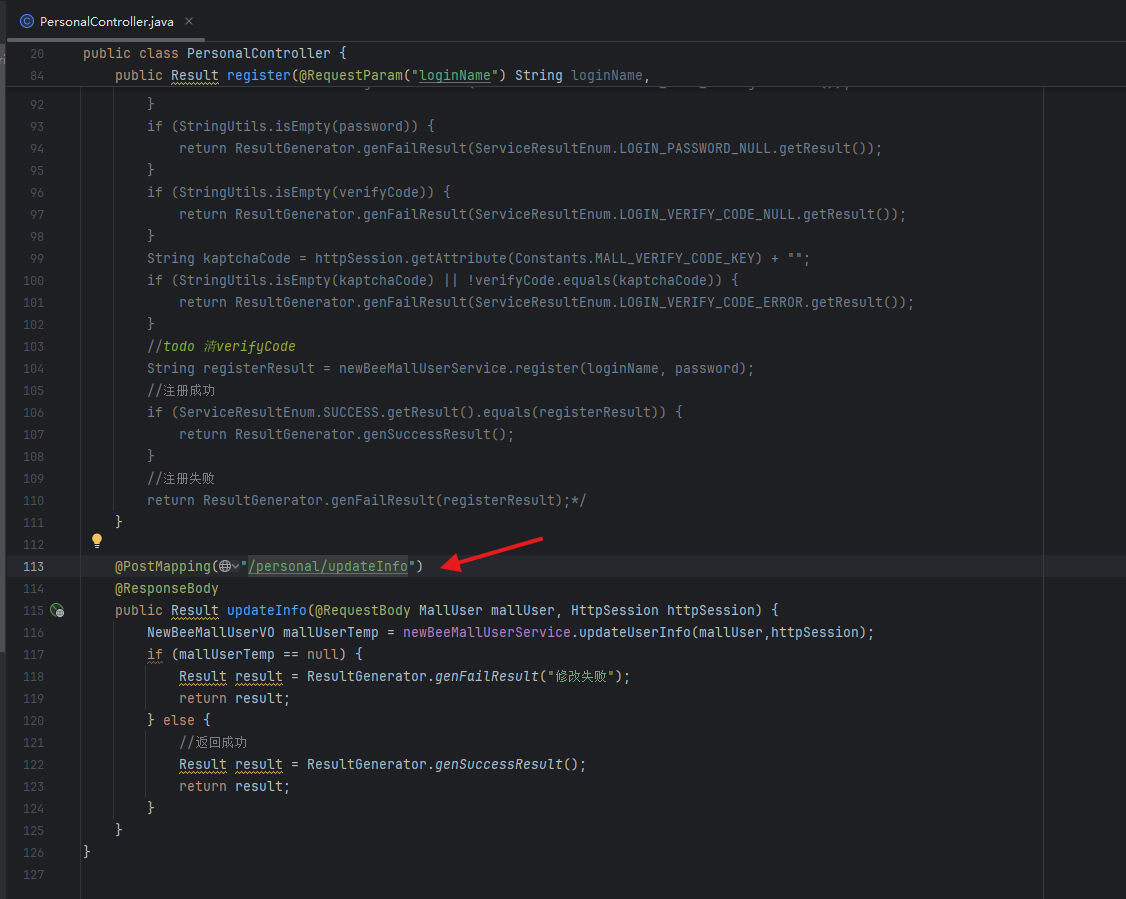 PersonalController.java
20 public class PersonalController {
84 public Result register(@RequestParam("loginName") String loginName,
92 }
93 if (StringUtils.isEmpty(password)) {
94 return ResultGenerator.genFailResult(ServiceResultEnum.LOGIN_PASSWORD_NULL.getResult());
95 }
96 if (StringUtils.isEmpty(verifyCode)) {
97 return ResultGenerator.genFailResult(ServiceResultEnum.LOGIN_VERIFY_CODE_NULL.getResult());
98 }
99 String kaptchaCode = httpSession.getAttribute(Constants.MALL_VERIFY_CODE_KEY) + "";
100 if (StringUtils.isEmpty(kaptchaCode) || !verifyCode.equals(kaptchaCode)) {
101 return ResultGenerator.genFailResult(ServiceResultEnum.LOGIN_VERIFY_CODE_ERROR.getResult());
102 }
103 //todo 清verifyCode
104 String registerResult = newBeeMallUserService.register(loginName, password);
105 //注册成功
106 if (ServiceResultEnum.SUCCESS.getResult().equals(registerResult)) {
107 return ResultGenerator.genSuccessResult();
108 }
109 //注册失败
110 return ResultGenerator.genFailResult(registerResult);*/
111 }
112
113 @PostMapping("/personal/updateInfo")
114 @ResponseBody
115 public Result updateInfo(@RequestBody MallUser mallUser, HttpSession httpSession) {
116 NewBeeMallUserVO mallUserTemp = newBeeMallUserService.updateUserInfo(mallUser,httpSession);
117 if (mallUserTemp == null) {
118 Result result = ResultGenerator.genFailResult("修改失败");
119 return result;
120 } else {
121 //返回成功
122 Result result = ResultGenerator.genSuccessResult();
123 return result;
124 }
125 }
126 }
127